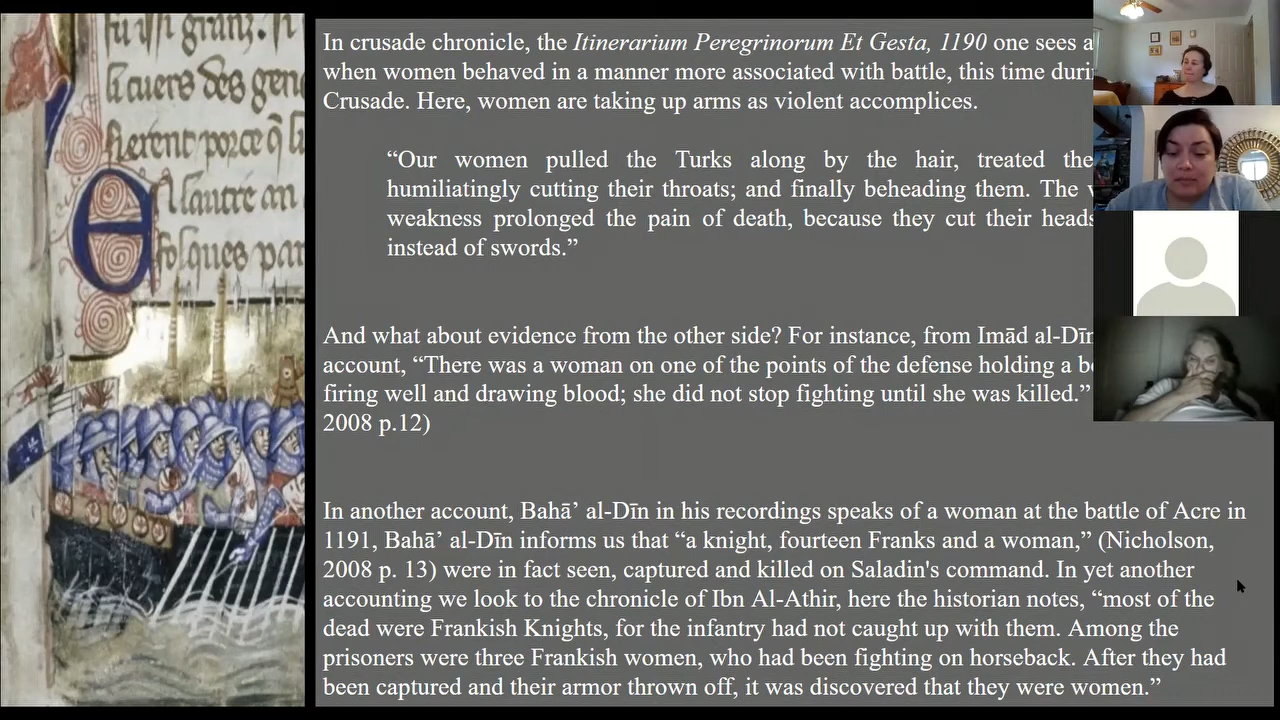 In crusade chronicle, the Itinerarium Peregrinorum Et Gesta, 1190 one sees a
when women behaved in a manner more associated with battle, this time duri
Crusade. Here, women are taking up arms as violent accomplices.
“Our women pulled the Turks along by the hair, treated the
humiliatingly cutting their throats; and finally beheading them. The
weakness prolonged the pain of death, because they cut their heads
instead of swords.”
And what about evidence from the other side? For instance, from Imād al-Dīn
account, “There was a woman on one of the points of the defense holding a
firing well and drawing blood; she did not stop fighting until she was killed.”
2008 p.12)
In another account, Bahā’ al-Dīn in his recordings speaks of a woman at the battle of Acre in
1191, Bahā’ al-Dīn informs us that “a knight, fourteen Franks and a woman,” (Nicholson,
2008 p. 13) were in fact seen, captured and killed on Saladin's command. In yet another
accounting we look to the chronicle of Ibn Al-Athir, here the historian notes, “most of the
dead were Frankish Knights, for the infantry had not caught up with them. Among the
prisoners were three Frankish women, who had been fighting on horseback. After they had
been captured and their armor thrown off, it was discovered that they were women.”